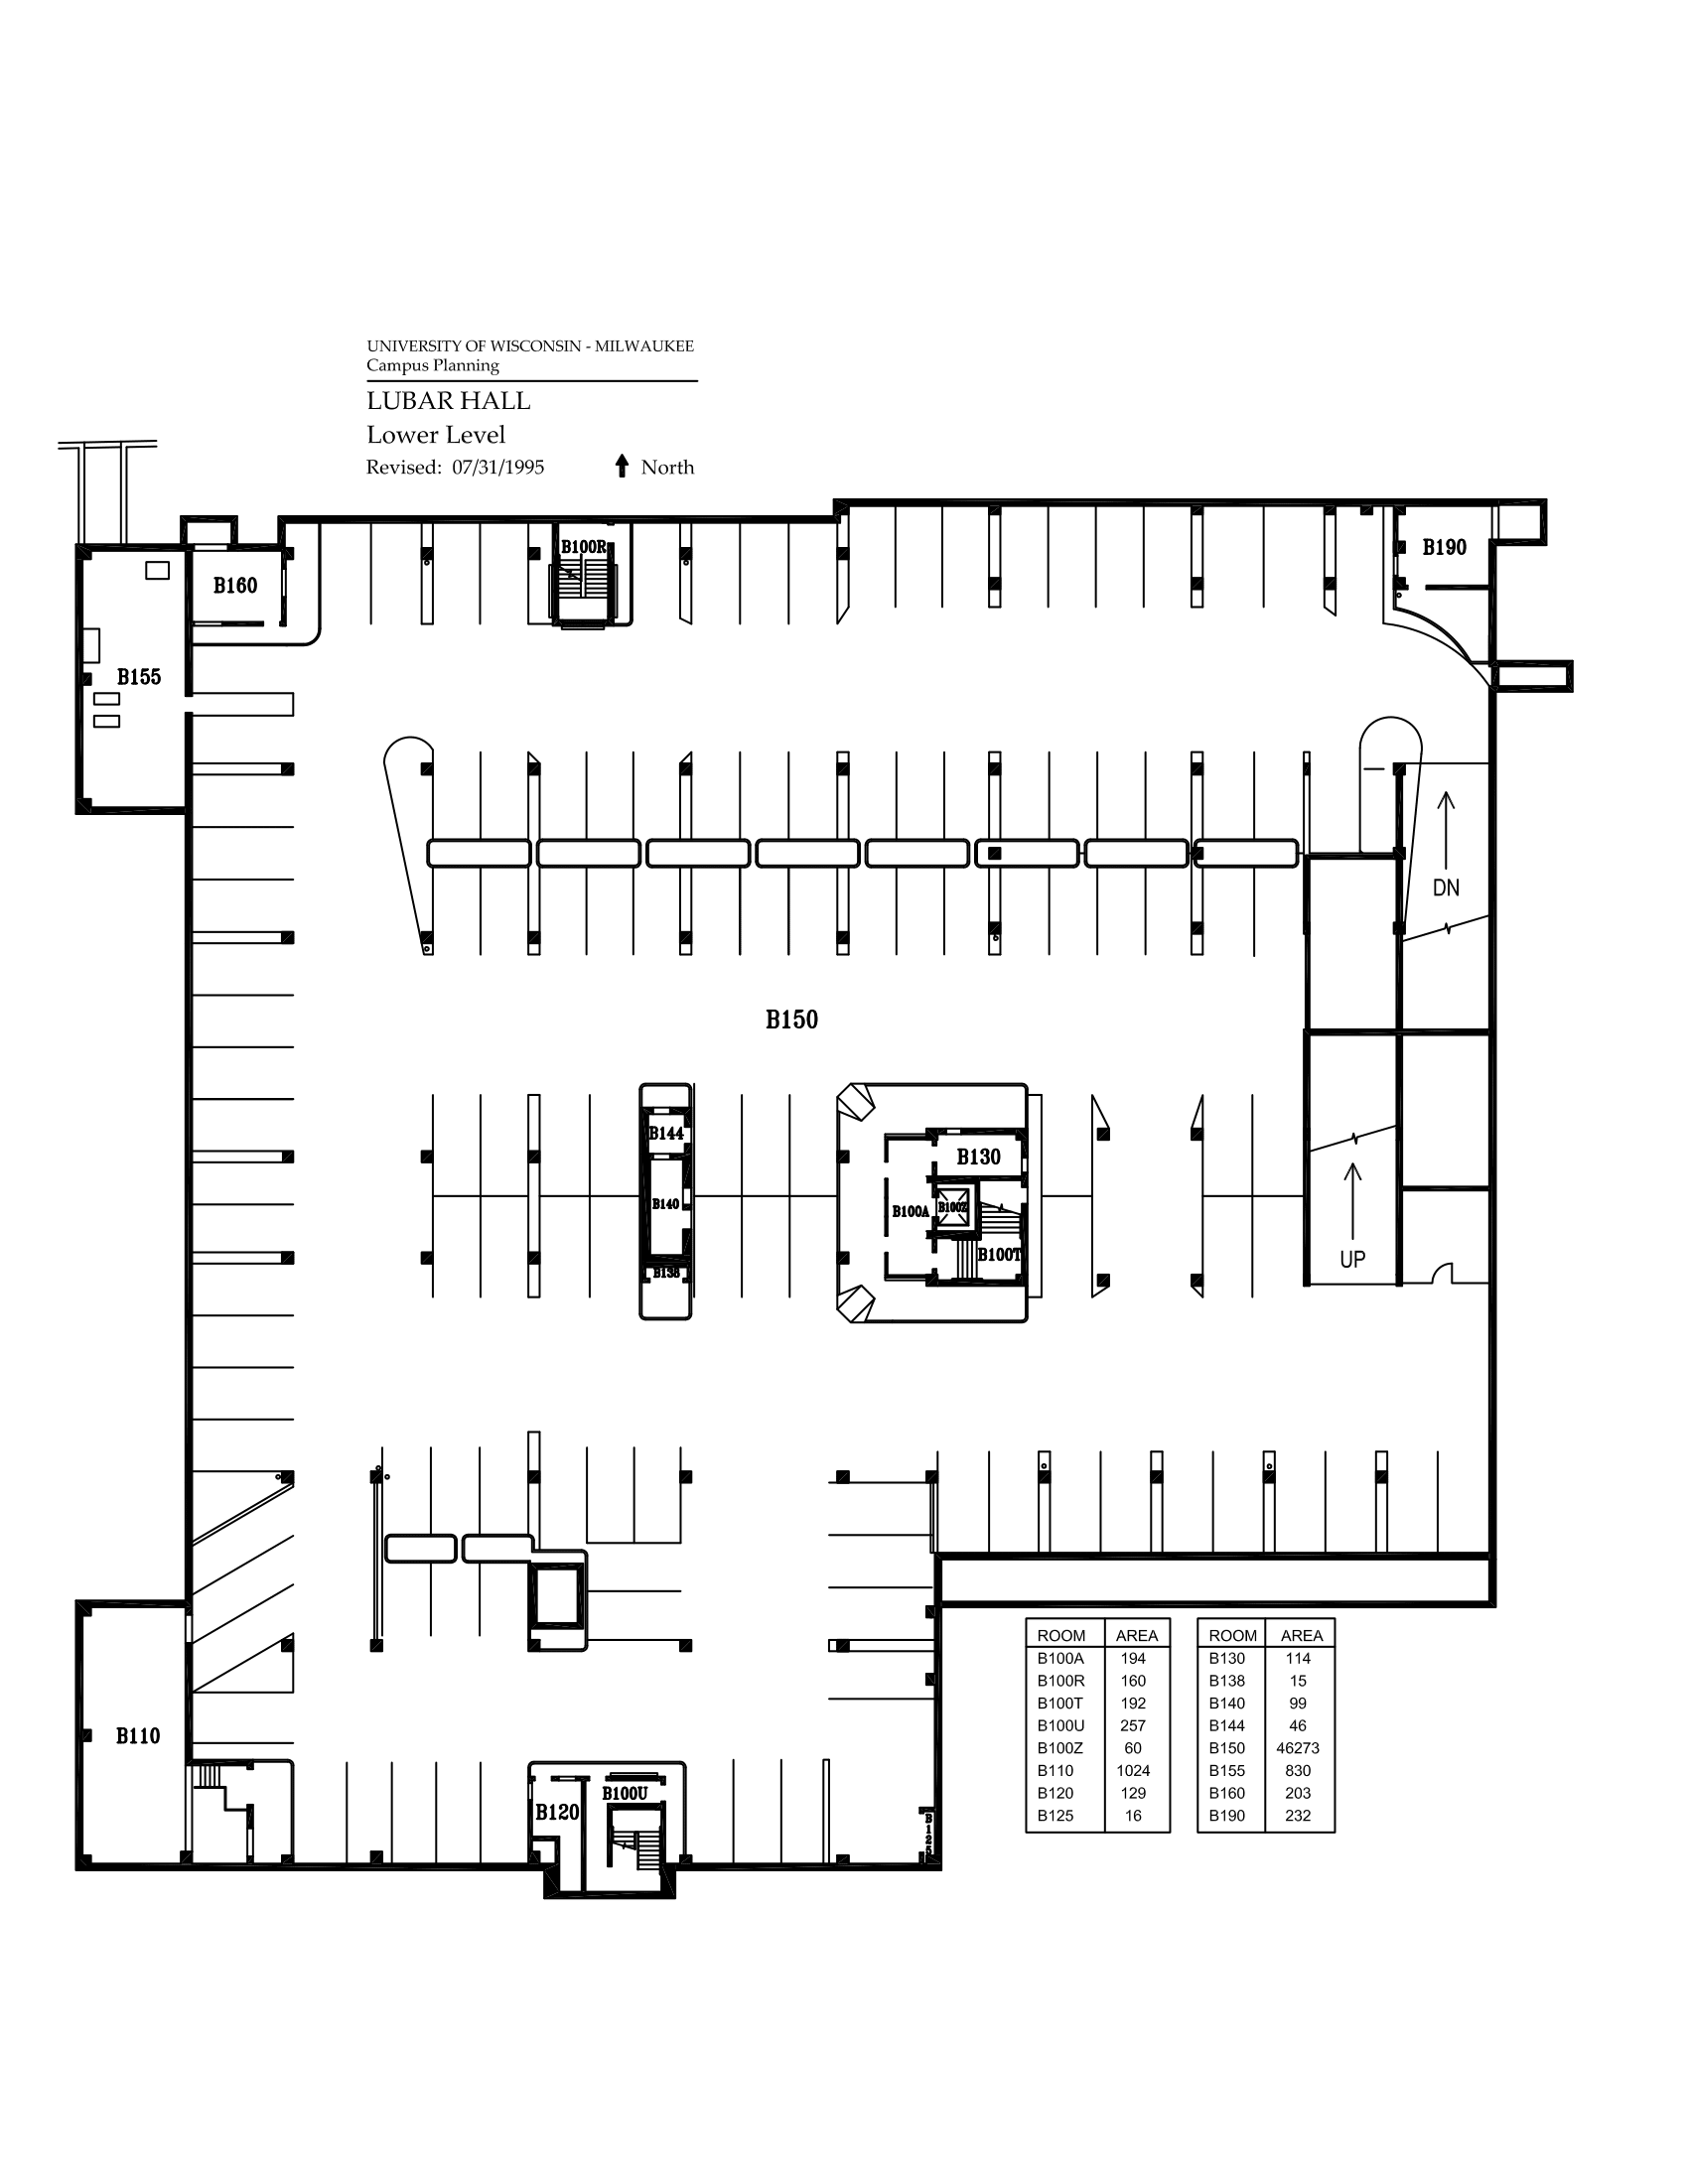 UNIVERSITY OF WISCONSIN - MILWAUKEE
Campus Planning
LUBAR HALL
Lower Level
Revised: 07/31/1995 North
B100R
B190
B160
B155
DN
B150
B144
B130
B140
B100A
B100Z
B100T
B138
UP
B110
B120
B100U
B125
ROOM AREA
B100A 194
B100R 160
B100T 192
B100U 257
B100Z 60
B110 1024
B120 129
B125 16
ROOM AREA
B130 114
B138 15
B140 99
B144 46
B150 46273
B155 830
B160 203
B190 232